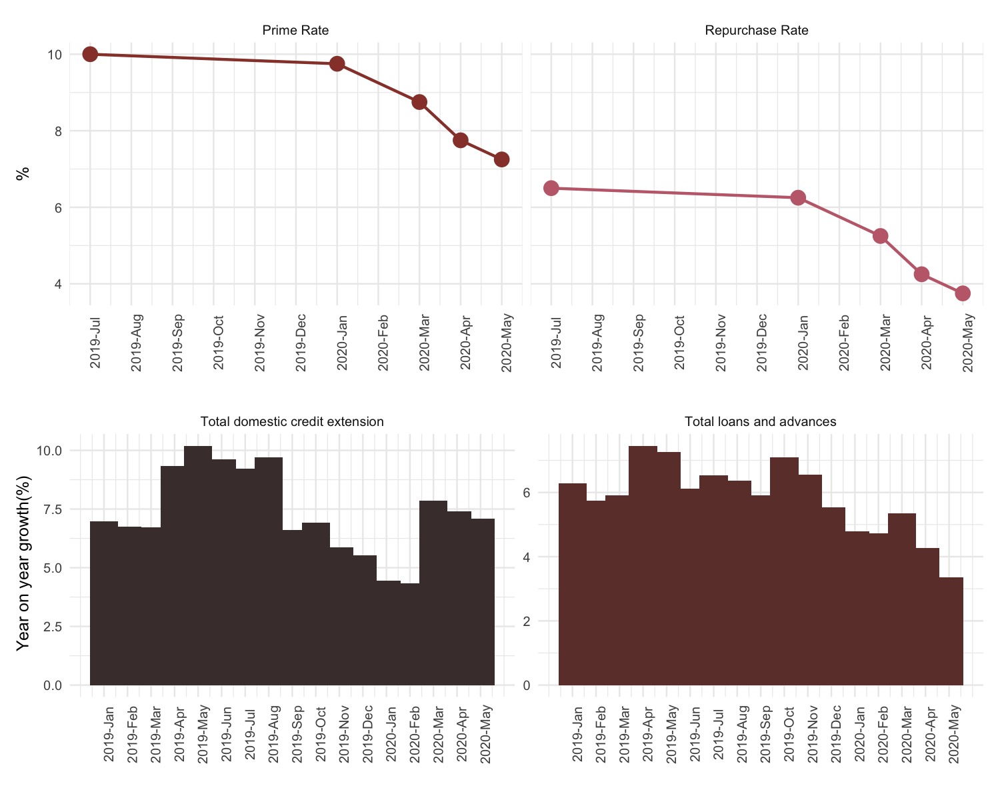 Prime Rate
Repurchase Rate
%
10
8
6
4
2019-Jul
2019-Aug
2019-Sep
2019-Oct
2019-Nov
2019-Dec
2020-Jan
2020-Feb
2020-Mar
2020-Apr
2020-May
2019-Jul
2019-Aug
2019-Sep
2019-Oct
2019-Nov
2019-Dec
2020-Jan
2020-Feb
2020-Mar
2020-Apr
2020-May
Total domestic credit extension
Total loans and advances
Year on year growth(%)
10.0
7.5
5.0
2.5
0.0
6
4
2
0
2019-Jan
2019-Feb
2019-Mar
2019-Apr
2019-May
2019-Jun
2019-Jul
2019-Aug
2019-Sep
2019-Oct
2019-Nov
2019-Dec
2020-Jan
2020-Feb
2020-Mar
2020-Apr
2020-May
2019-Jan
2019-Feb
2019-Mar
2019-Apr
2019-May
2019-Jun
2019-Jul
2019-Aug
2019-Sep
2019-Oct
2019-Nov
2019-Dec
2020-Jan
2020-Feb
2020-Mar
2020-Apr
2020-May